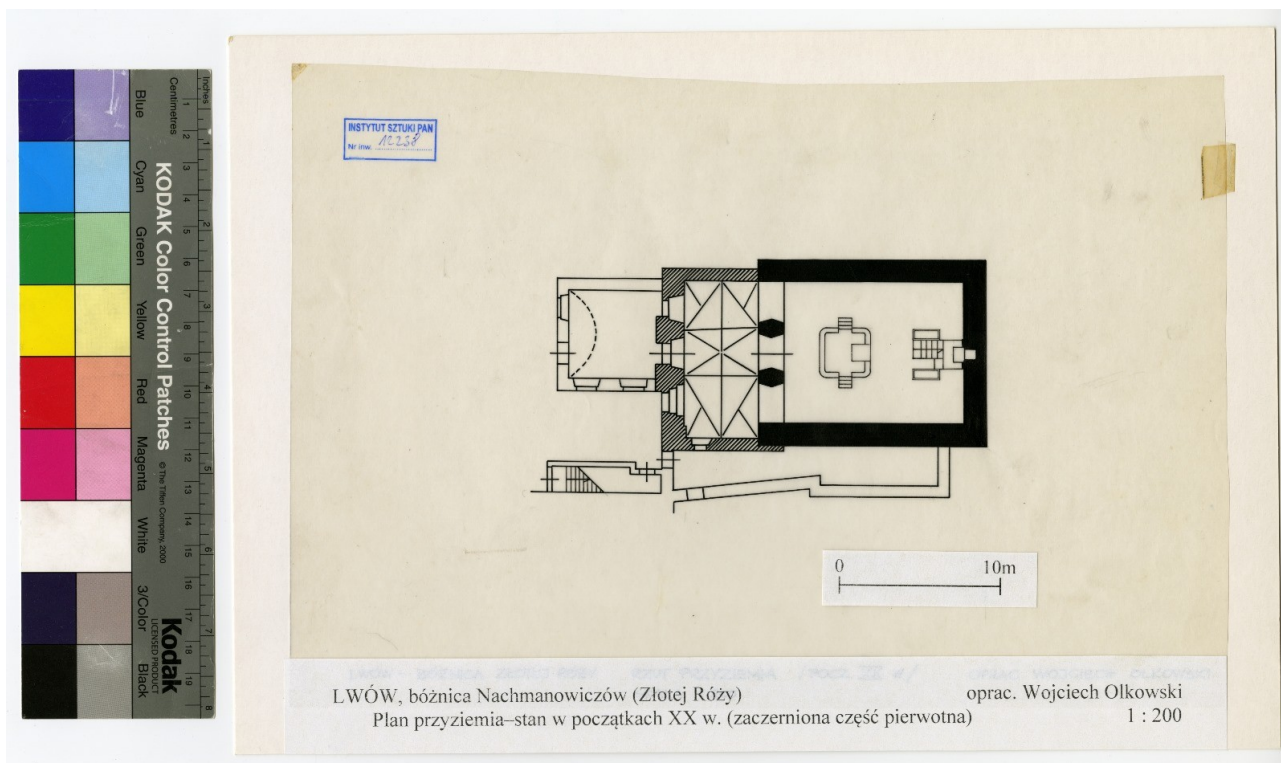 INSTYTUT SZTUKI PAN
Nr inw. 12238
0 10m
LWÓW, bóżnica Nachmanowiczów (Złotej Róży) oprac. Wojciech Olkowski
Plan przyziemia–stan w początkach XX w. (zaczerniona część pierwotna) 1 : 200
Inches
Centimetres
1 2 3 4 5 6 7 8 9 10 11 12 13 14 15 16 17 18 19
1 2 3 4 5 6 7 8
KODAK Color Control Patches
© The Tiffen Company, 2000
Kodak
LICENSED PRODUCT
Blue
Cyan
Green
Yellow
Red
Magenta
White
3/Color
Black